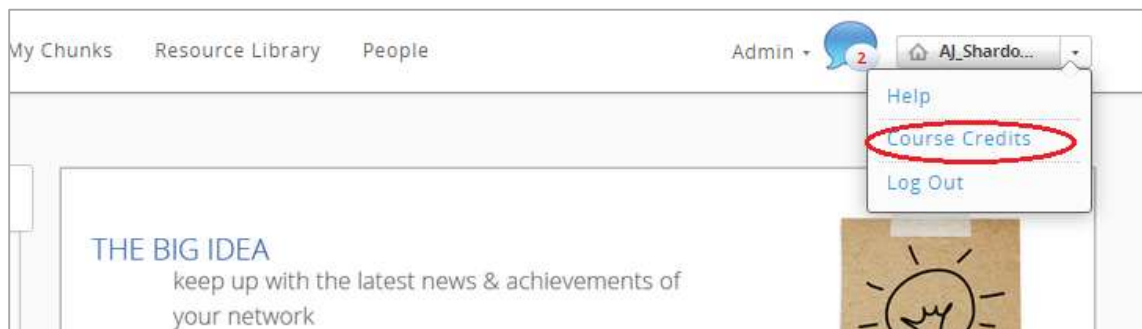 My Chunks Resource Library People Admin 2 AJ_Shardo...
Help
Course Credits
Log Out
THE BIG IDEA
keep up with the latest news & achievements of
your network